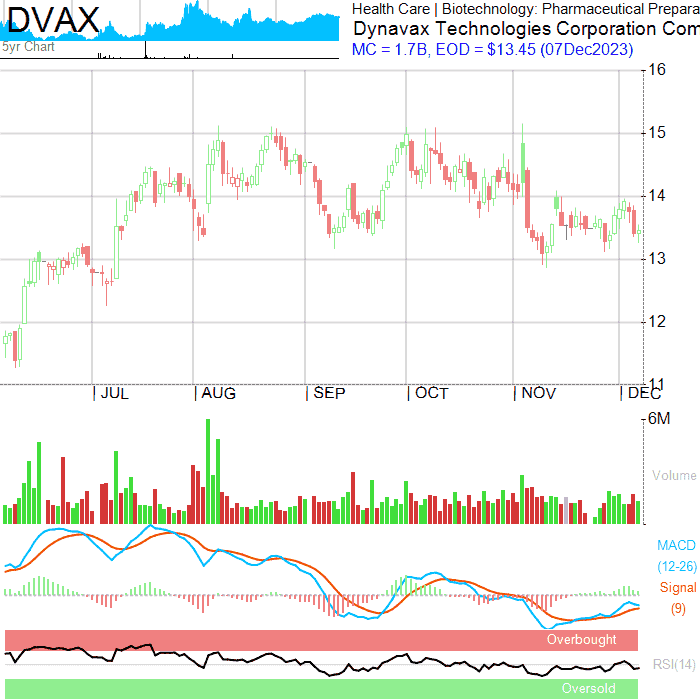 DVAX
5yr Chart
Health Care | Biotechnology: Pharmaceutical Prepara
Dynavax Technologies Corporation Com
MC = 1.7B, EOD = $13.45 (07Dec2023)
16
15
14
13
12
11
JUL AUG SEP OCT NOV DEC
6M
Volume
MACD
(12-26)
Signal
(9)
Overbought
RSI(14)
Oversold